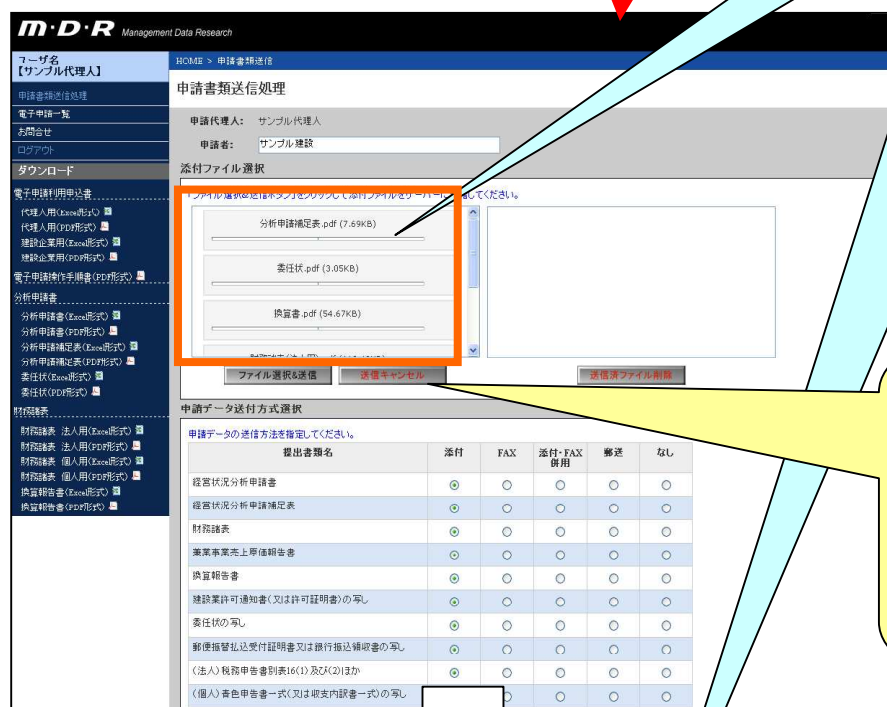 m·D·R Management Data Research
ユーザ名
【サンプル代理人】
申請書類送信処理
電子申請一覧
お問合せ
ログアウト
ダウンロード
電子申請利用申込書
代理人用(Excel形式)
代理人用(PDF形式)
建設企業用(Excel形式)
建設企業用(PDF形式)
電子申請操作手順書(PDF形式)
分析申請書
分析申請書(Excel形式)
分析申請書(PDF形式)
分析申請補足表(Excel形式)
分析申請補足表(PDF形式)
委任状(Excel形式)
委任状(PDF形式)
財務諸表
財務諸表 法人用(Excel形式)
財務諸表 法人用(PDF形式)
財務諸表 個人用(Excel形式)
財務諸表 個人用(PDF形式)
換算報告書(Excel形式)
換算報告書(PDF形式)
HOME > 申請書類送信
申請書類送信処理
申請代理人: サンプル代理人
申請者: サンプル建設
添付ファイル選択
てください。
分析申請補足表.pdf (7.69KB)
委任状.pdf (3.05KB)
換算書.pdf (54.67KB)
ファイル選択&送信 送信キャンセル 送信済ファイル削除
申請データ送付方式選択
申請データの送信方法を指定してください。
提出書類名 添付 FAX 添付・FAX併用 郵送 なし
経営状況分析申請書
経営状況分析申請補足表
財務諸表
兼業事業売上原価報告書
換算報告書
建設業許可通知書(又は許可証明書)の写し
委任状の写し
郵便振替払込受付証明書又は銀行振込領収書の写し
(法人)税務申告書別表16(1)及び(2)ほか
(個人)青色申告書一式(又は収支内訳書一式)の写し